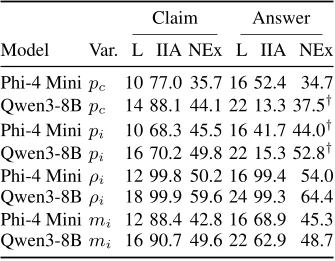 Claim Answer
Model Var. L IIA NEx L IIA NEx
Phi-4 Mini p_c 10 77.0 35.7 16 52.4 34.7
Qwen3-8B p_c 14 88.1 44.1 22 13.3 37.5†
Phi-4 Mini p_i 10 68.3 45.5 16 41.7 44.0†
Qwen3-8B p_i 16 70.2 49.8 22 15.3 52.8†
Phi-4 Mini ρ_i 12 99.8 50.2 16 99.4 54.0
Qwen3-8B ρ_i 18 99.9 59.6 24 99.3 64.4
Phi-4 Mini m_i 12 88.4 42.8 16 68.9 45.3
Qwen3-8B m_i 16 90.7 49.6 22 62.9 48.7